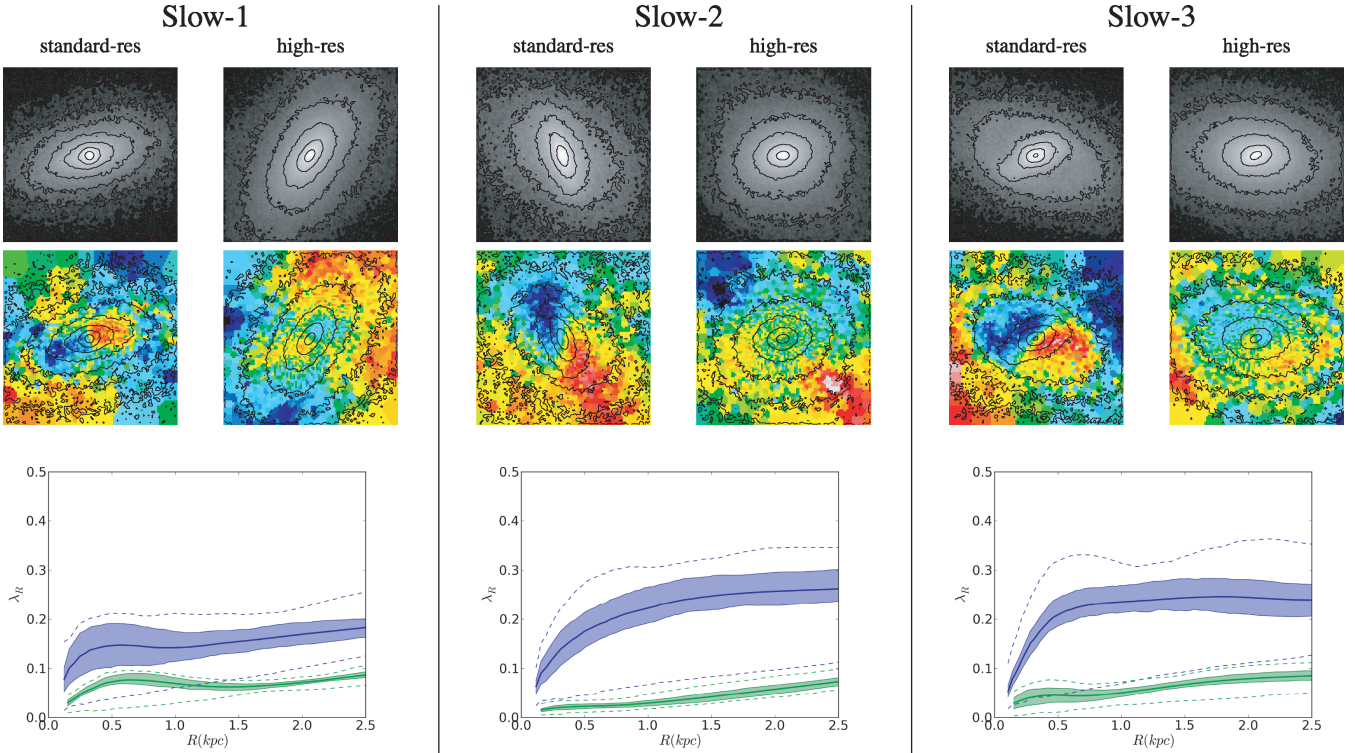 Slow-1 Slow-2 Slow-3
standard-res high-res standard-res high-res standard-res high-res
0.5 0.5 0.5
0.4 0.4 0.4
0.3 0.3 0.3
λ_R λ_R λ_R
0.2 0.2 0.2
0.1 0.1 0.1
0.0 0.0 0.0
0.0 0.5 1.0 1.5 2.0 2.5 0.0 0.5 1.0 1.5 2.0 2.5 0.0 0.5 1.0 1.5 2.0 2.5
R(kpc) R(kpc) R(kpc)